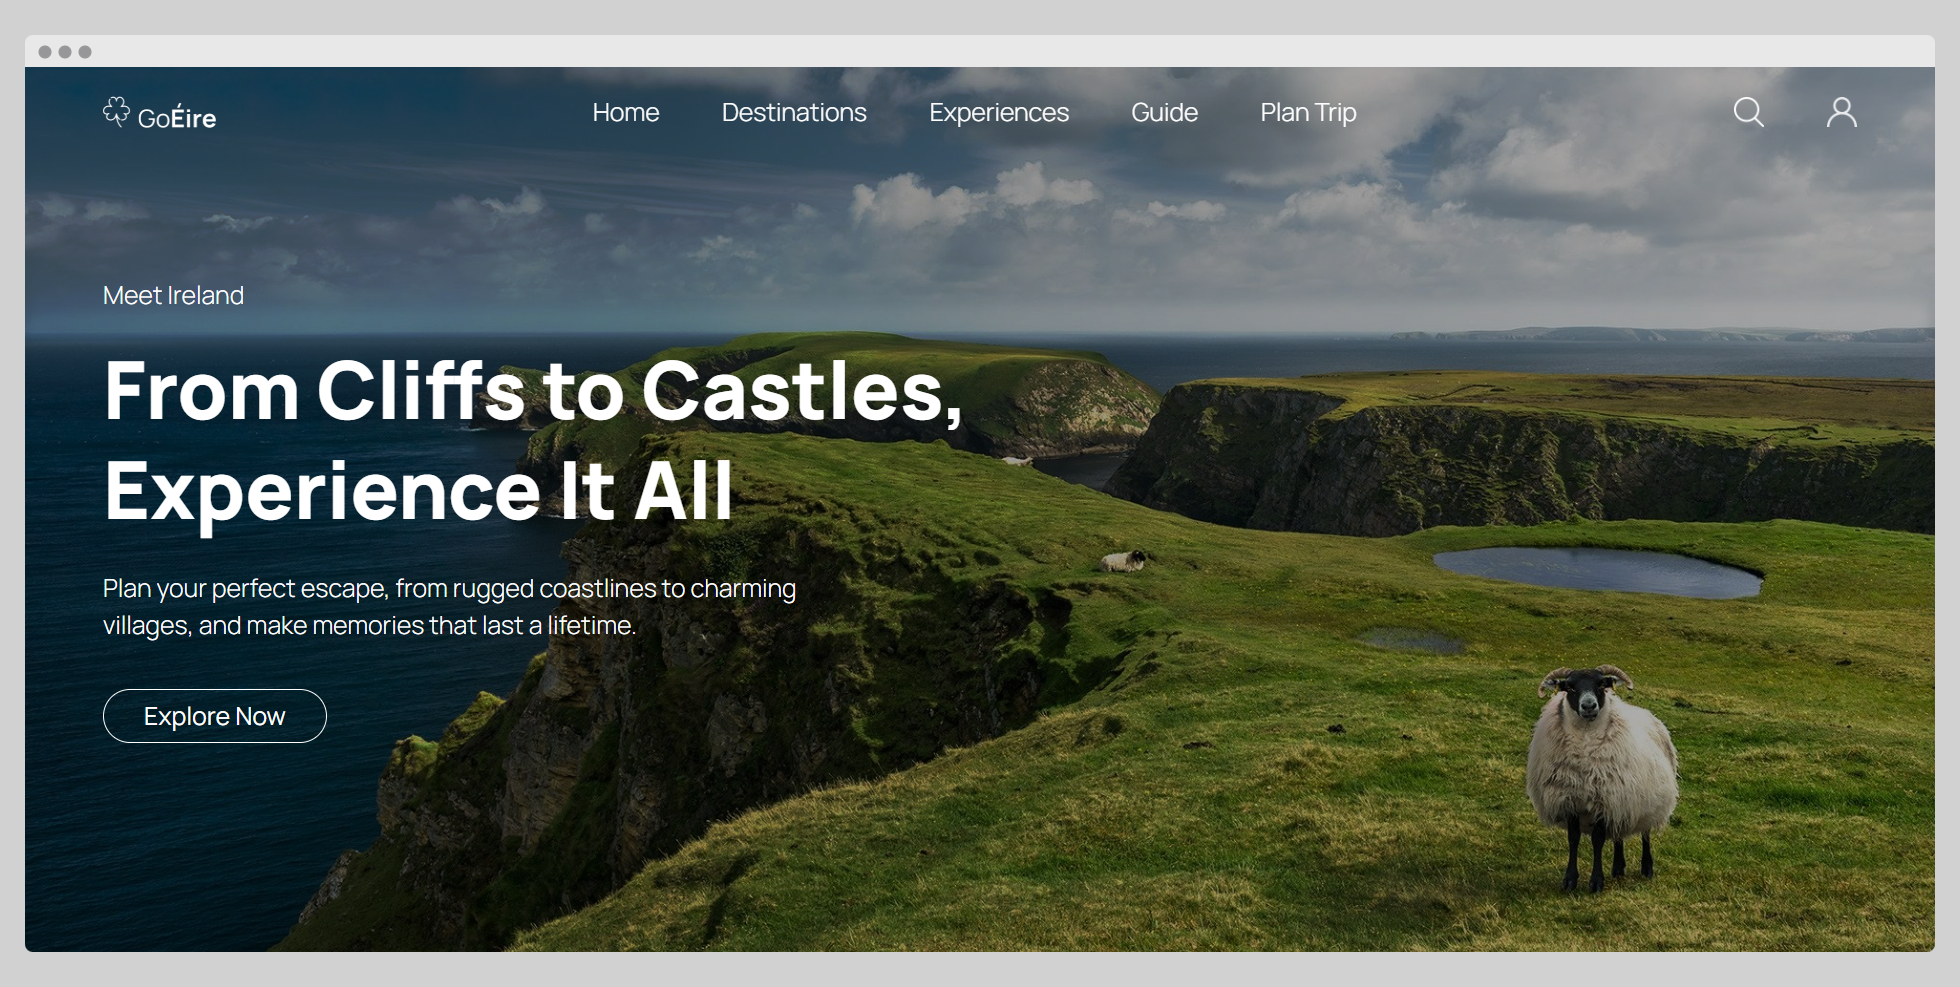 GoÉire
Home
Destinations
Experiences
Guide
Plan Trip
Meet Ireland
From Cliffs to Castles,
Experience It All
Plan your perfect escape, from rugged coastlines to charming
villages, and make memories that last a lifetime.
Explore Now